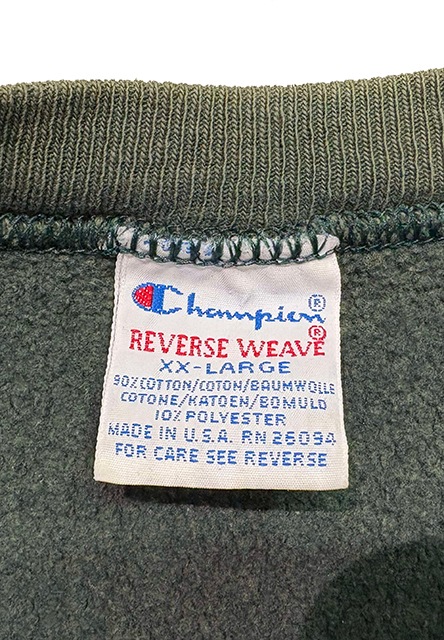 Champion®
REVERSE WEAVE®
XX-LARGE
90%COTTON/COTON/BAUMWOLLE
COTONE/KATOEN/BOMULD
10% POLYESTER
MADE IN U.S.A. RN 26094
FOR CARE SEE REVERSE